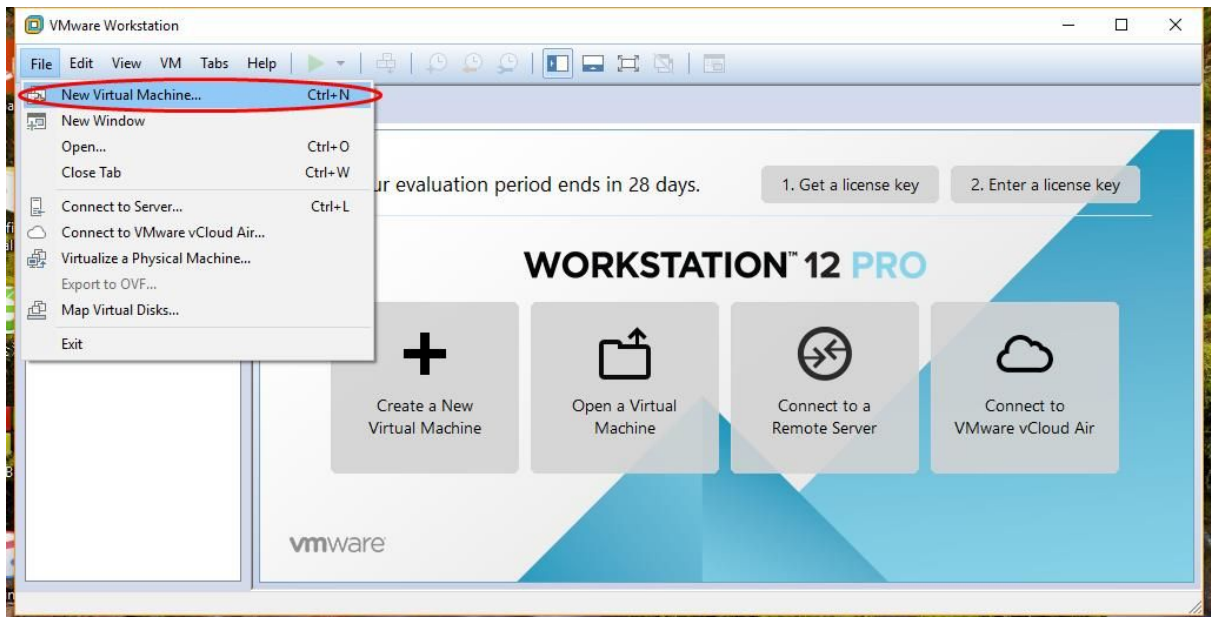 VMware Workstation
File Edit View VM Tabs Help
New Virtual Machine... Ctrl+N
New Window
Open... Ctrl+O
Close Tab Ctrl+W
Connect to Server... Ctrl+L
Connect to VMware vCloud Air...
Virtualize a Physical Machine...
Export to OVF...
Map Virtual Disks...
Exit
ur evaluation period ends in 28 days.
1. Get a license key
2. Enter a license key
WORKSTATION™ 12 PRO
Create a New
Virtual Machine
Open a Virtual
Machine
Connect to a
Remote Server
Connect to
VMware vCloud Air
vmware